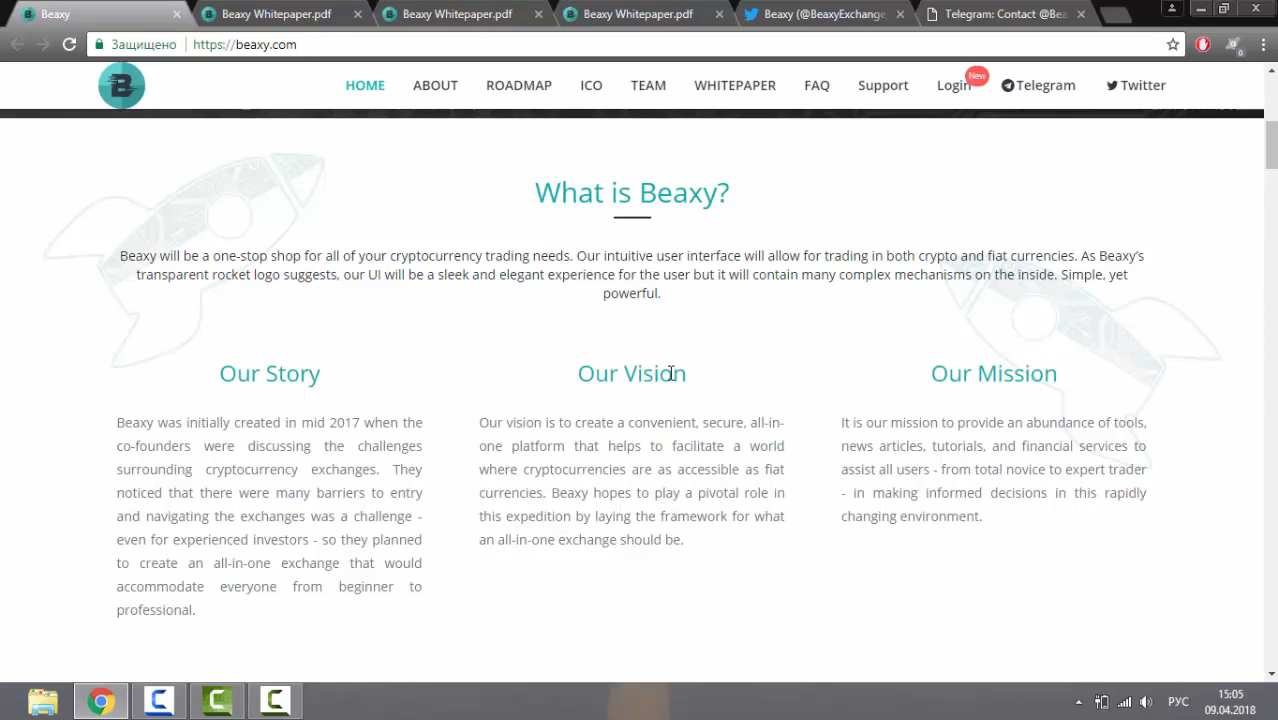 Beaxy
Beaxy Whitepaper.pdf
Beaxy Whitepaper.pdf
Beaxy Whitepaper.pdf
Beaxy (@BeaxyExchange
Telegram: Contact @Bea
Защищено
https://beaxy.com
HOME
ABOUT
ROADMAP
ICO
TEAM
WHITEPAPER
FAQ
Support
Login
New
Telegram
Twitter
What is Beaxy?
Beaxy will be a one-stop shop for all of your cryptocurrency trading needs. Our intuitive user interface will allow for trading in both crypto and fiat currencies. As Beaxy's
transparent rocket logo suggests, our UI will be a sleek and elegant experience for the user but it will contain many complex mechanisms on the inside. Simple, yet
powerful.
Our Story
Beaxy was initially created in mid 2017 when the
co-founders were discussing the challenges
surrounding cryptocurrency exchanges. They
noticed that there were many barriers to entry
and navigating the exchanges was a challenge -
even for experienced investors - so they planned
to create an all-in-one exchange that would
accommodate everyone from beginner to
professional.
Our Vision
Our vision is to create a convenient, secure, all-in-
one platform that helps to facilitate a world
where cryptocurrencies are as accessible as fiat
currencies. Beaxy hopes to play a pivotal role in
this expedition by laying the framework for what
an all-in-one exchange should be.
Our Mission
It is our mission to provide an abundance of tools,
news articles, tutorials, and financial services to
assist all users - from total novice to expert trader
- in making informed decisions in this rapidly
changing environment.
РУС
15:05
09.04.2018